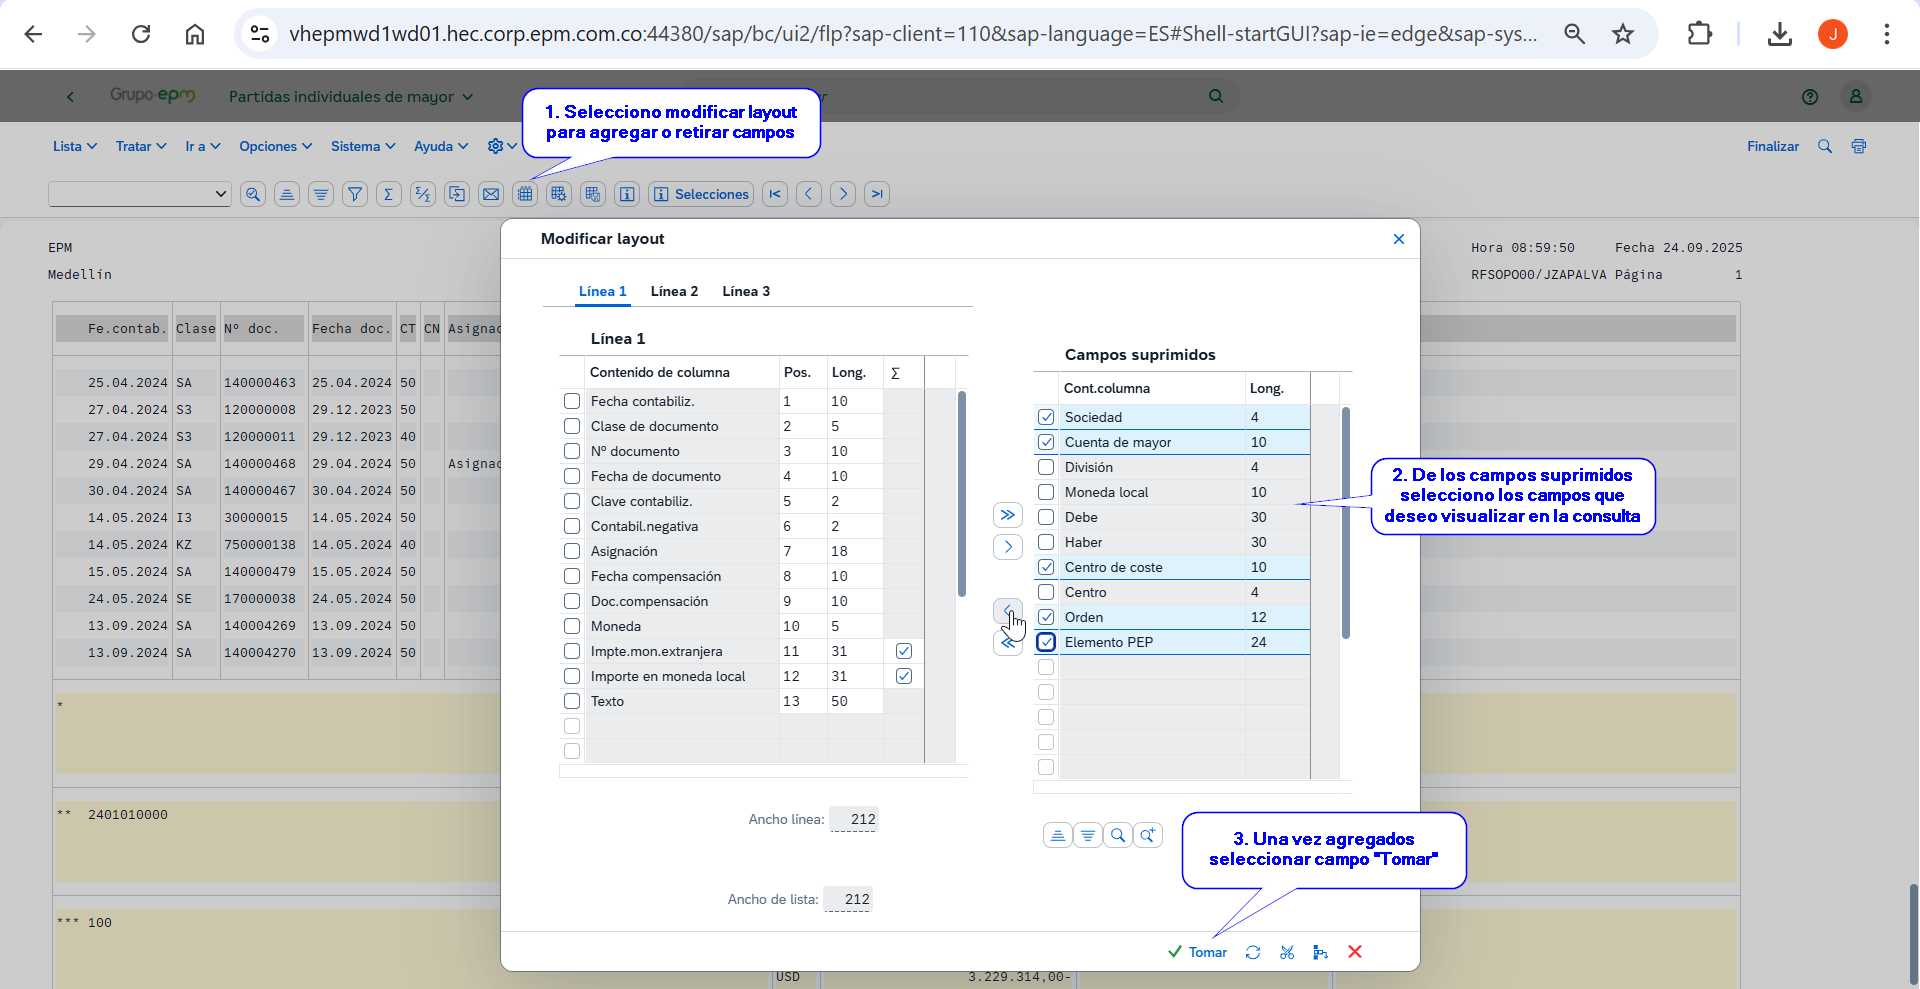 vhepmwd1wd01.hec.corp.epm.com.co:44380/sap/bc/ui2/flp?sap-client=110&sap-language=ES#Shell-startGUI?sap-ie=edge&sap-sys...
J
Grupo·epm
Partidas individuales de mayor
1. Selecciono modificar layout
para agregar o retirar campos
Lista
Tratar
Ir a
Opciones
Sistema
Ayuda
Finalizar
Selecciones
EPM
Medellín
Hora 08:59:50 Fecha 24.09.2025
RFSOPO00/JZAPALVA Página 1
Fe.contab. Clase Nº doc. Fecha doc. CT CN Asignac
25.04.2024 SA 140000463 25.04.2024 50
27.04.2024 S3 120000008 29.12.2023 50
27.04.2024 S3 120000011 29.12.2023 40
29.04.2024 SA 140000468 29.04.2024 50 Asignac
30.04.2024 SA 140000467 30.04.2024 50
14.05.2024 I3 30000015 14.05.2024 50
14.05.2024 KZ 750000138 14.05.2024 40
15.05.2024 SA 140000479 15.05.2024 50
24.05.2024 SE 170000038 24.05.2024 50
13.09.2024 SA 140004269 13.09.2024 50
13.09.2024 SA 140004270 13.09.2024 50
*
** 2401010000
*** 100
USD 3.229.314,00-
Modificar layout
Línea 1 Línea 2 Línea 3
Línea 1
Contenido de columna Pos. Long. Σ
Fecha contabiliz. 1 10
Clase de documento 2 5
Nº documento 3 10
Fecha de documento 4 10
Clave contabiliz. 5 2
Contabil.negativa 6 2
Asignación 7 18
Fecha compensación 8 10
Doc.compensación 9 10
Moneda 10 5
Impte.mon.extranjera 11 31
Importe en moneda local 12 31
Texto 13 50
Ancho línea: 212
Ancho de lista: 212
Campos suprimidos
Cont.columna Long.
Sociedad 4
Cuenta de mayor 10
División 4
Moneda local 10
Debe 30
Haber 30
Centro de coste 10
Centro 4
Orden 12
Elemento PEP 24
2. De los campos suprimidos
selecciono los campos que
deseo visualizar en la consulta
3. Una vez agregados
seleccionar campo "Tomar"
Tomar